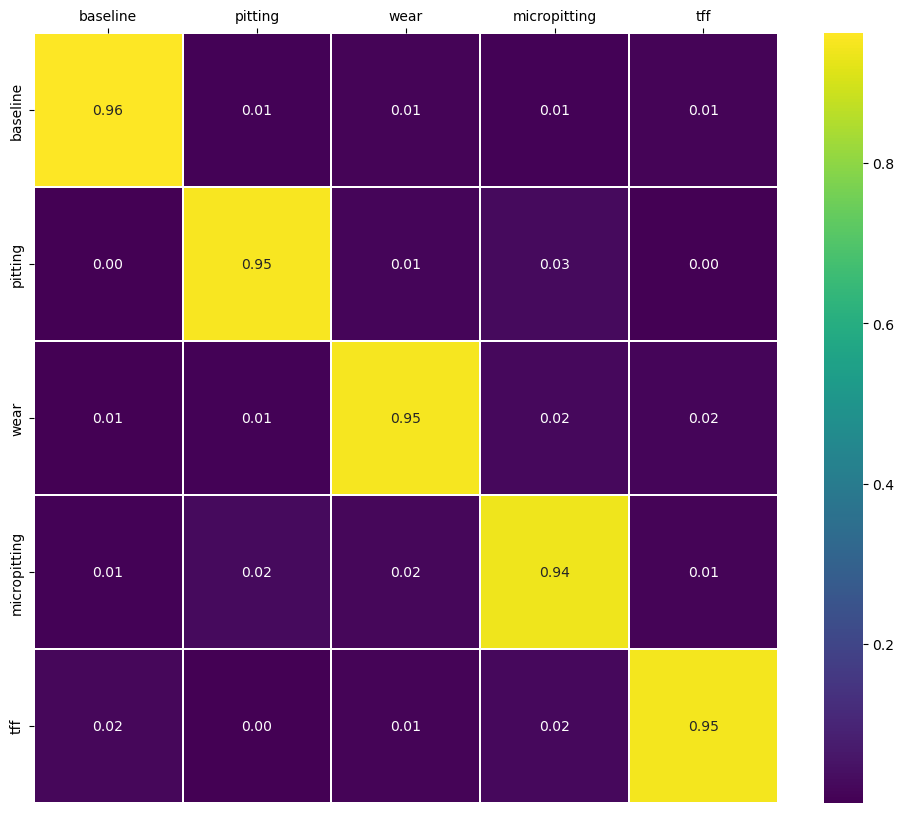 baseline pitting wear micropitting tff
baseline 0.96 0.01 0.01 0.01 0.01
0.8
pitting 0.00 0.95 0.01 0.03 0.00
0.6
wear 0.01 0.01 0.95 0.02 0.02
0.4
micropitting 0.01 0.02 0.02 0.94 0.01
0.2
tff 0.02 0.00 0.01 0.02 0.95